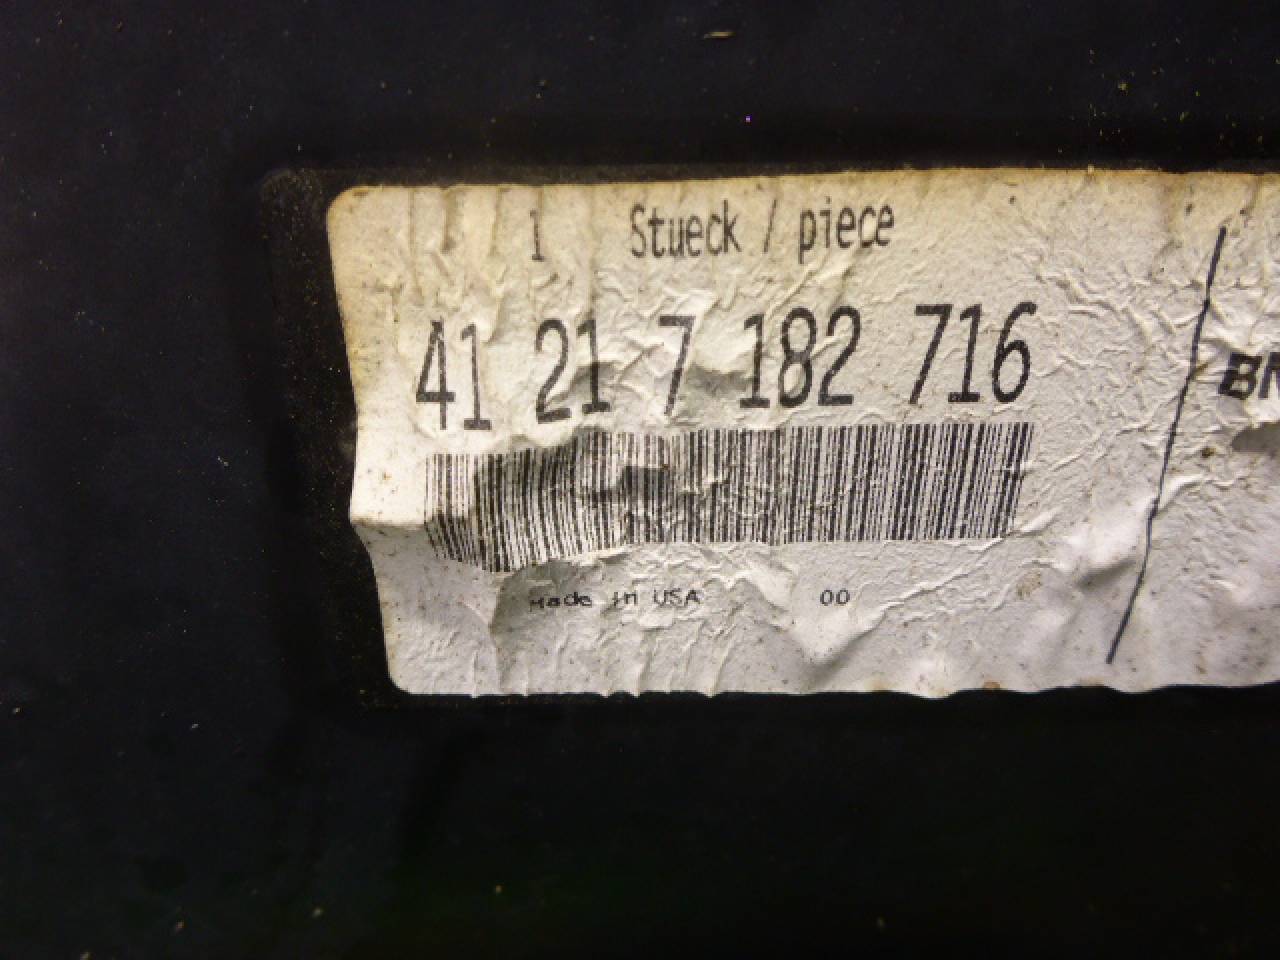 1 Stueck / piece
41 21 7 182 716
Made in USA 00